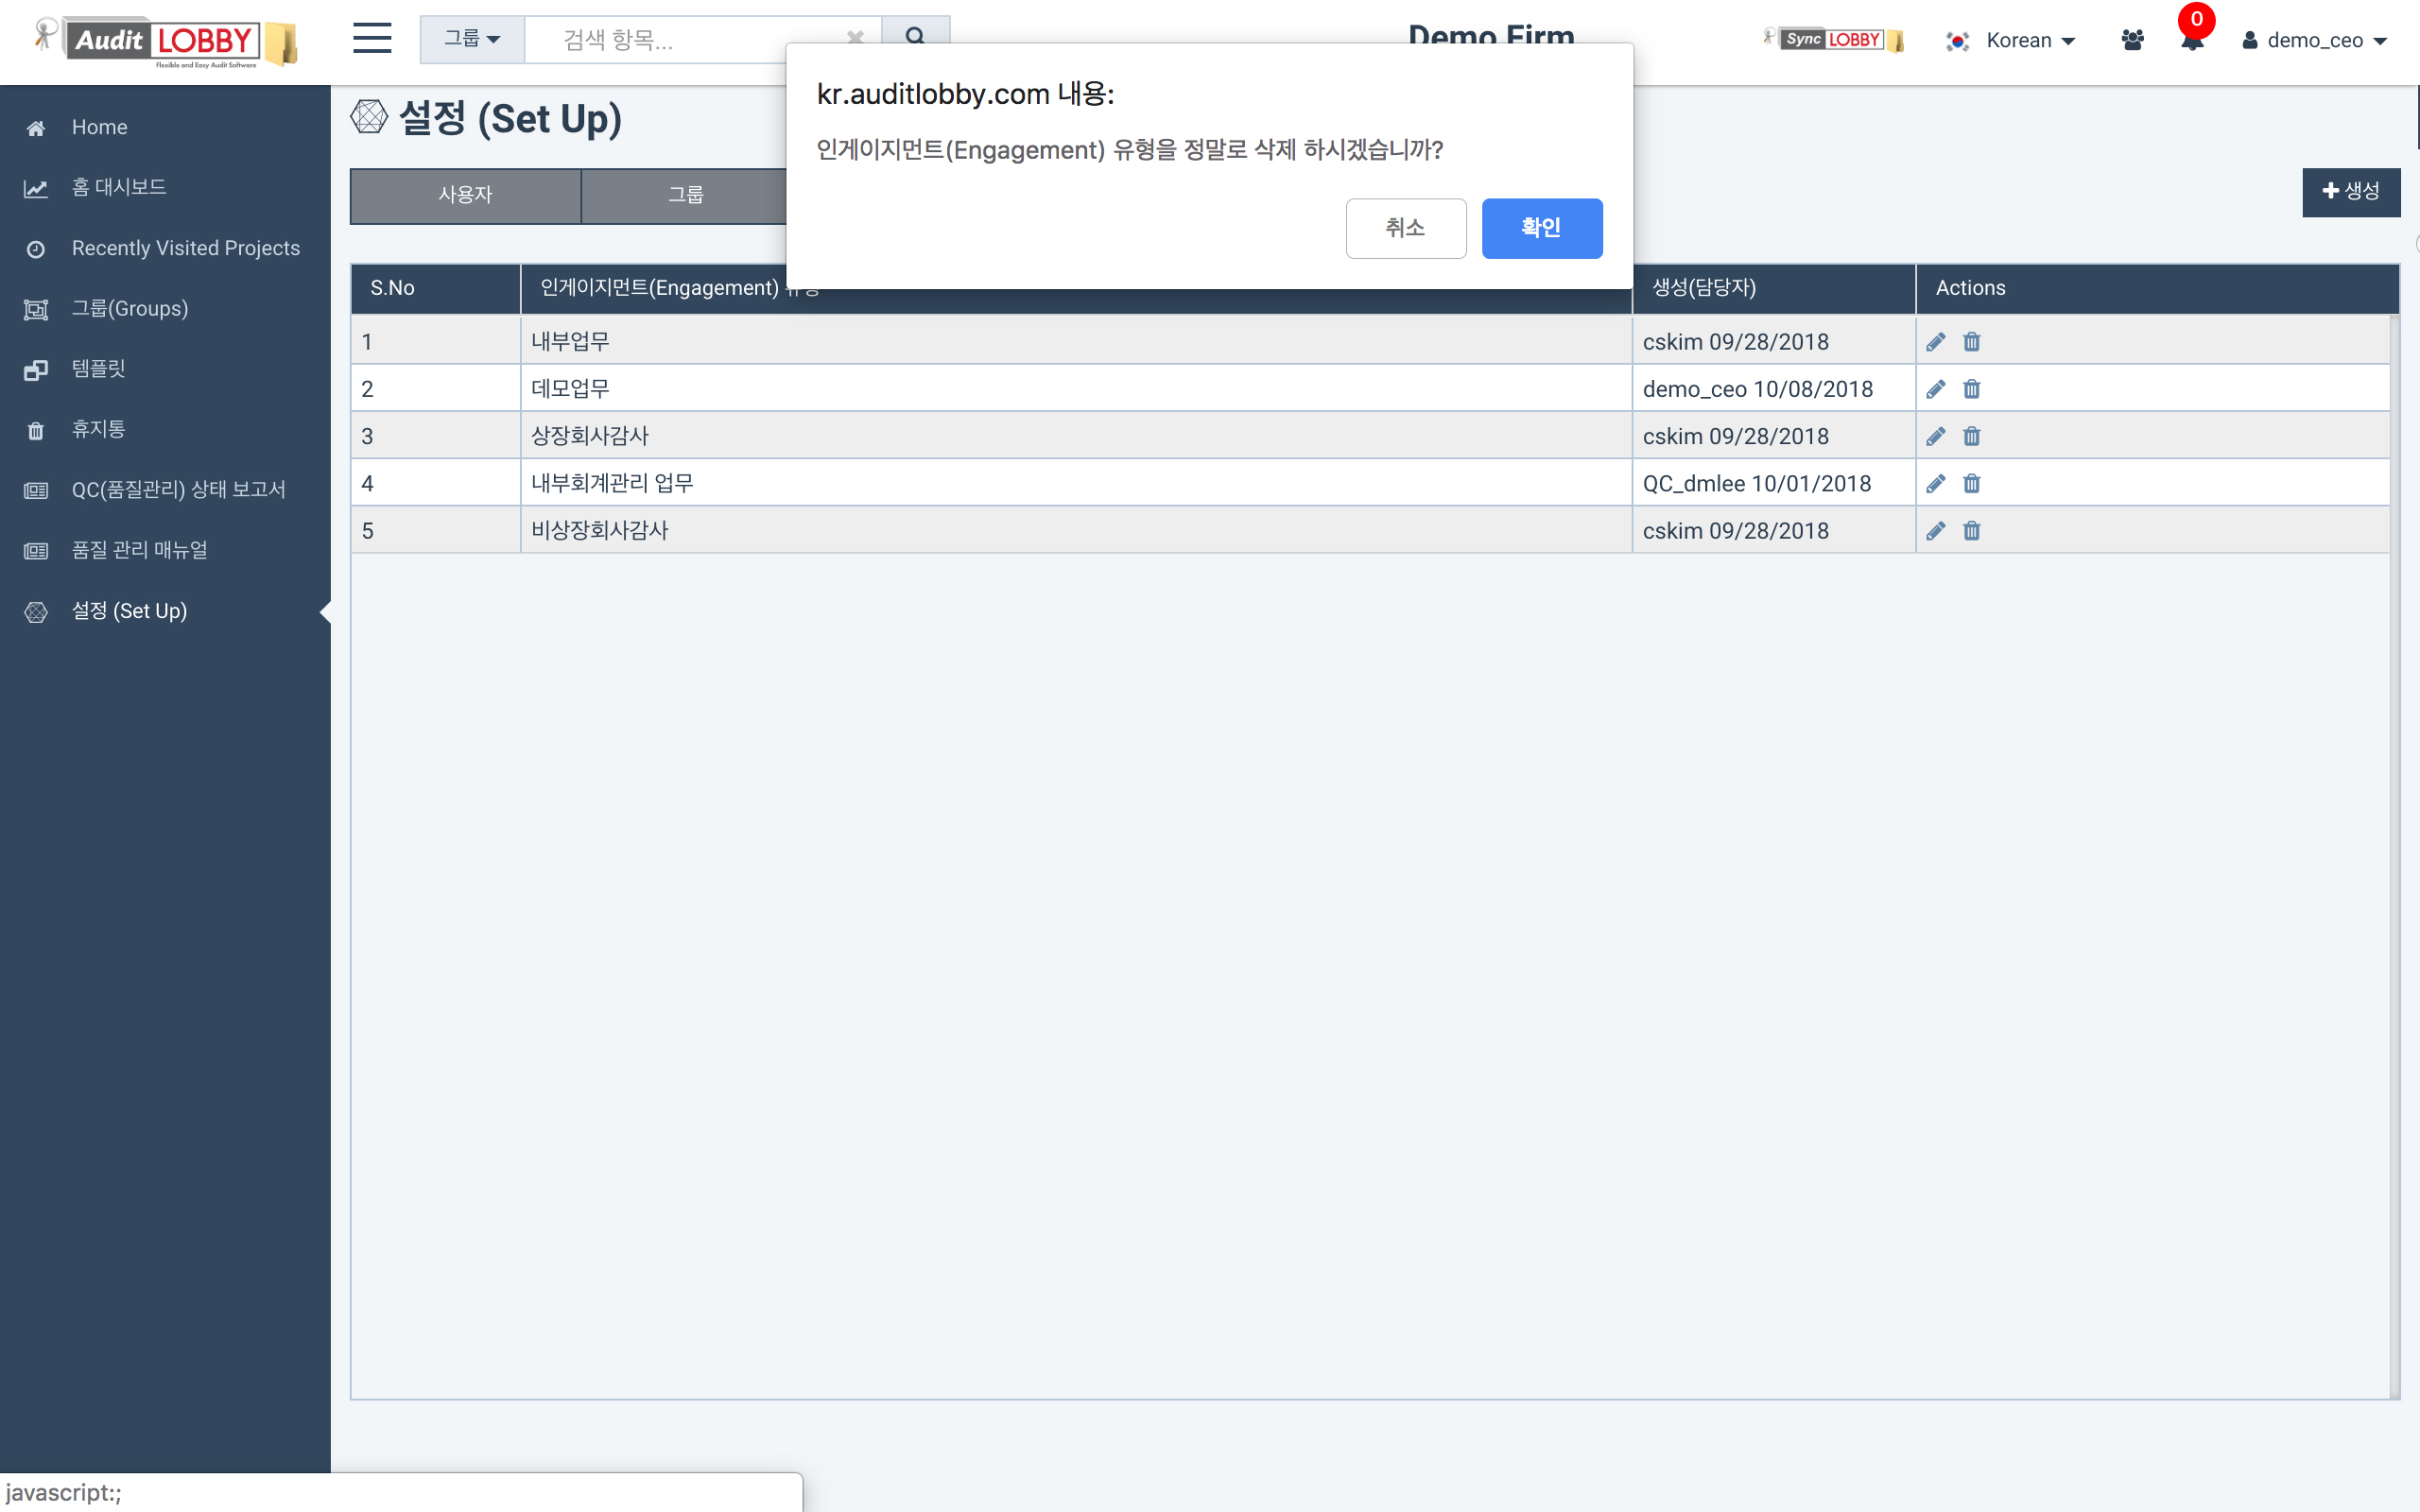 Audit LOBBY
Flexible and Easy Audit Software
그룹
검색 항목...
Demo Firm
Sync LOBBY
Korean
0
demo_ceo
kr.auditlobby.com 내용:
인게이지먼트(Engagement) 유형을 정말로 삭제 하시겠습니까?
취소
확인
Home
홈 대시보드
Recently Visited Projects
그룹(Groups)
템플릿
휴지통
QC(품질관리) 상태 보고서
품질 관리 매뉴얼
설정 (Set Up)
설정 (Set Up)
사용자
그룹
생성
S.No
인게이지먼트(Engagement) 유형
생성(담당자)
Actions
1 내부업무 cskim 09/28/2018
2 데모업무 demo_ceo 10/08/2018
3 상장회사감사 cskim 09/28/2018
4 내부회계관리 업무 QC_dmlee 10/01/2018
5 비상장회사감사 cskim 09/28/2018
javascript:;